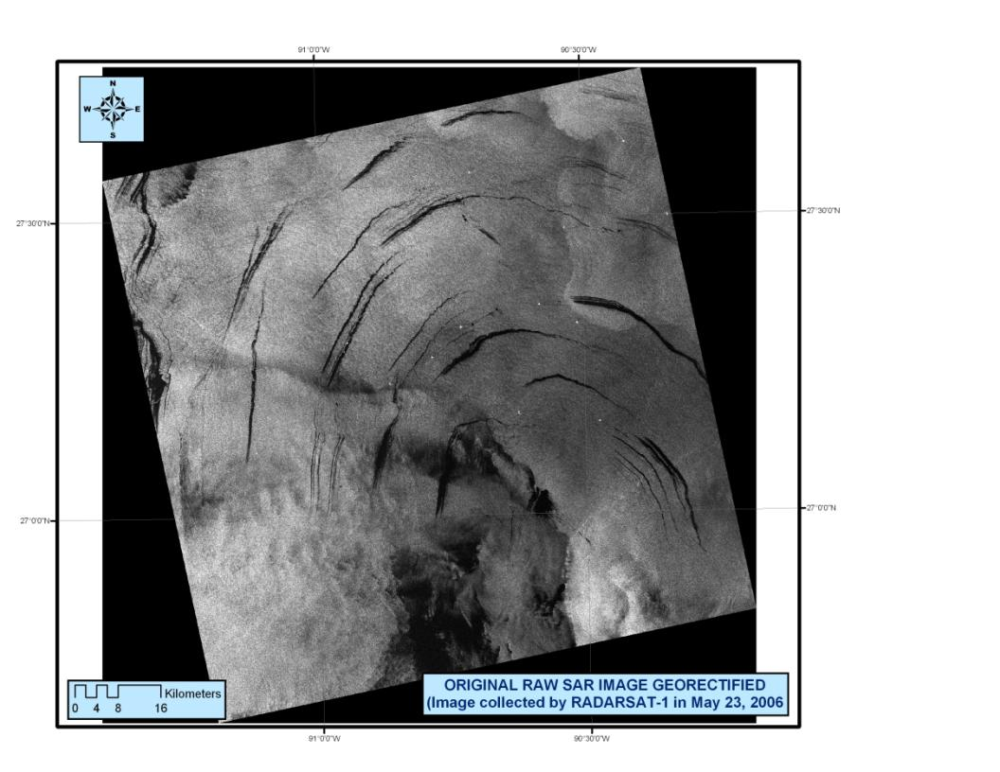 91°0'0"W 90°30'0"W
N
W E
S
27°30'0"N 27°30'0"N
27°0'0"N 27°0'0"N
ORIGINAL RAW SAR IMAGE GEORECTIFIED
(Image collected by RADARSAT-1 in May 23, 2006
Kilometers
0 4 8 16
91°0'0"W 90°30'0"W